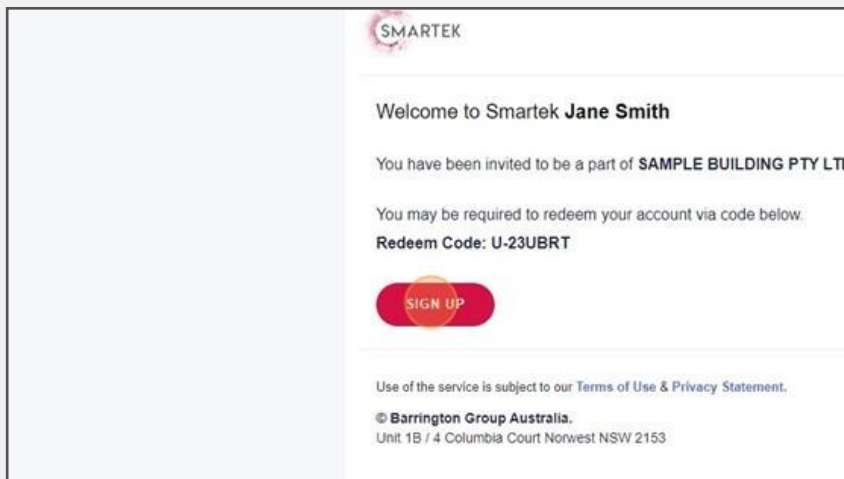 SMARTEK
Welcome to Smartek Jane Smith
You have been invited to be a part of SAMPLE BUILDING PTY LT
You may be required to redeem your account via code below.
Redeem Code: U-23UBRT
SIGN UP
Use of the service is subject to our Terms of Use & Privacy Statement.
© Barrington Group Australia.
Unit 1B / 4 Columbia Court Norwest NSW 2153